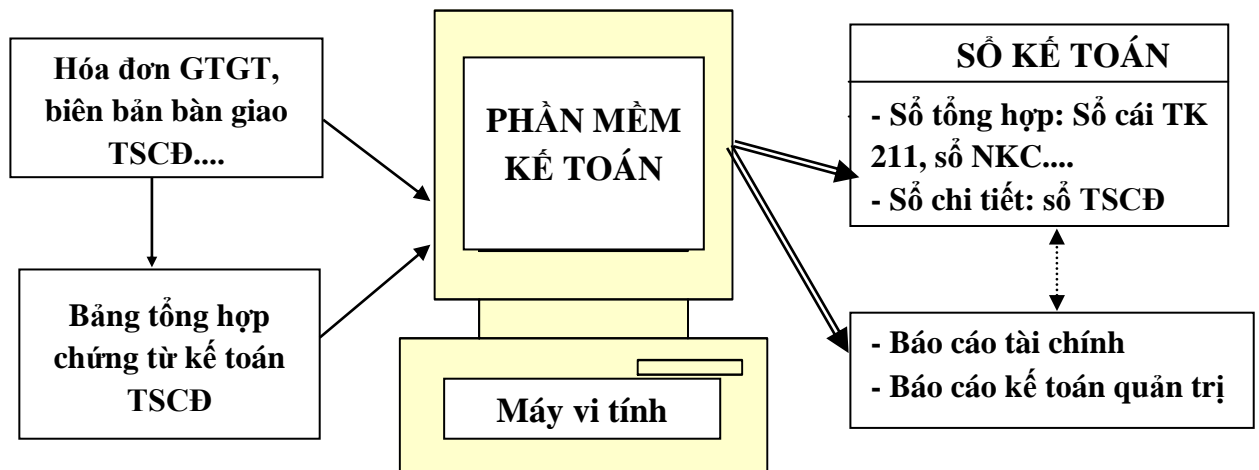 Hóa đơn GTGT,
biên bản bàn giao
TSCĐ....
Bảng tổng hợp
chứng từ kế toán
TSCĐ
PHẦN MỀM
KẾ TOÁN
Máy vi tính
SỔ KẾ TOÁN
- Sổ tổng hợp: Sổ cái TK
211, sổ NKC....
- Sổ chi tiết: sổ TSCĐ
- Báo cáo tài chính
- Báo cáo kế toán quản trị